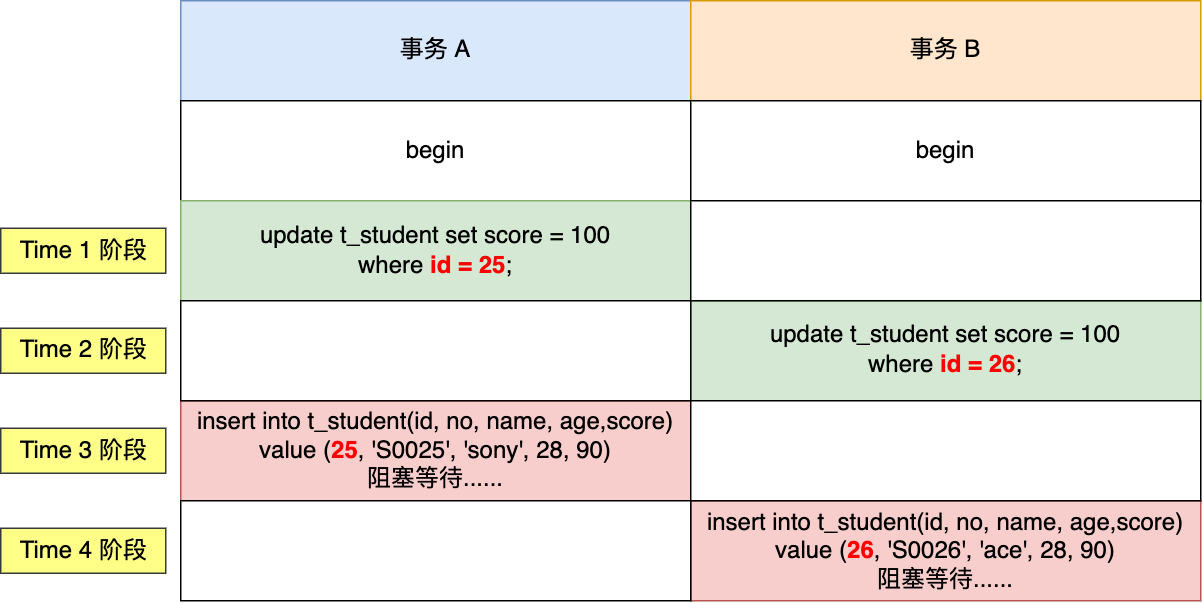 事务 A
事务 B
begin
begin
Time 1 阶段
update t_student set score = 100
where id = 25;
Time 2 阶段
update t_student set score = 100
where id = 26;
Time 3 阶段
insert into t_student(id, no, name, age,score)
value (25, 'S0025', 'sony', 28, 90)
阻塞等待......
Time 4 阶段
insert into t_student(id, no, name, age,score)
value (26, 'S0026', 'ace', 28, 90)
阻塞等待......